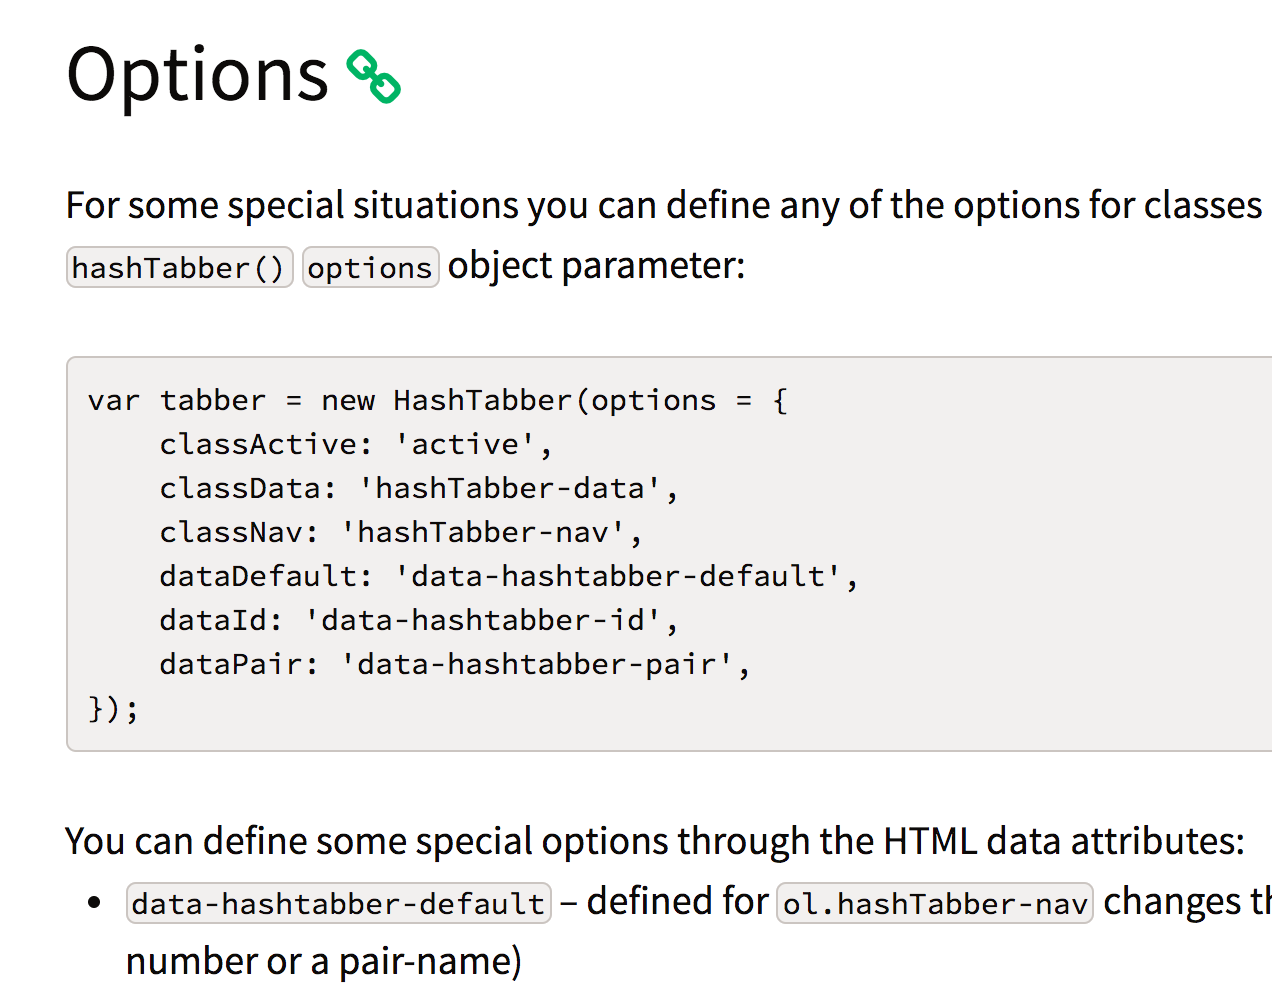 Options
For some special situations you can define any of the options for classes
hashTabber() options object parameter:
var tabber = new HashTabber(options = {
    classActive: 'active',
    classData: 'hashTabber-data',
    classNav: 'hashTabber-nav',
    dataDefault: 'data-hashtabber-default',
    dataId: 'data-hashtabber-id',
    dataPair: 'data-hashtabber-pair',
});
You can define some special options through the HTML data attributes:
• data-hashtabber-default – defined for ol.hashTabber-nav changes
number or a pair-name)